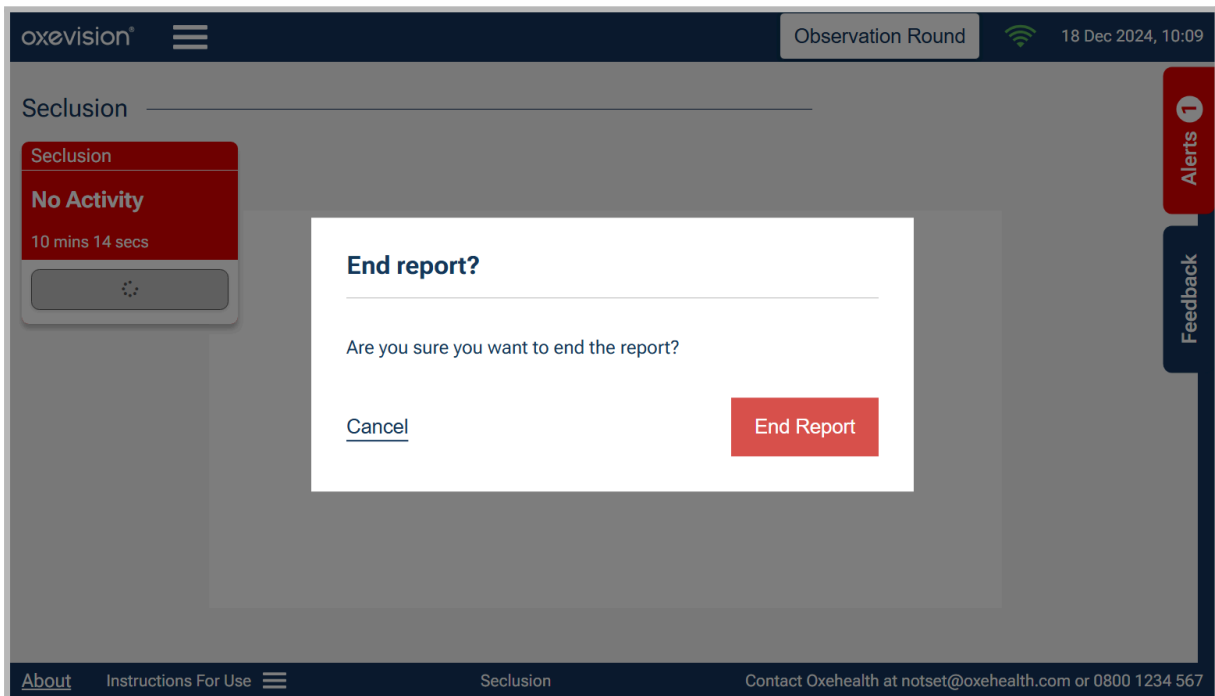 oxevision®
Observation Round
18 Dec 2024, 10:09
Seclusion
Seclusion
No Activity
10 mins 14 secs
Alerts 1
Feedback
End report?
Are you sure you want to end the report?
Cancel
End Report
About
Instructions For Use
Seclusion
Contact Oxehealth at notset@oxehealth.com or 0800 1234 567